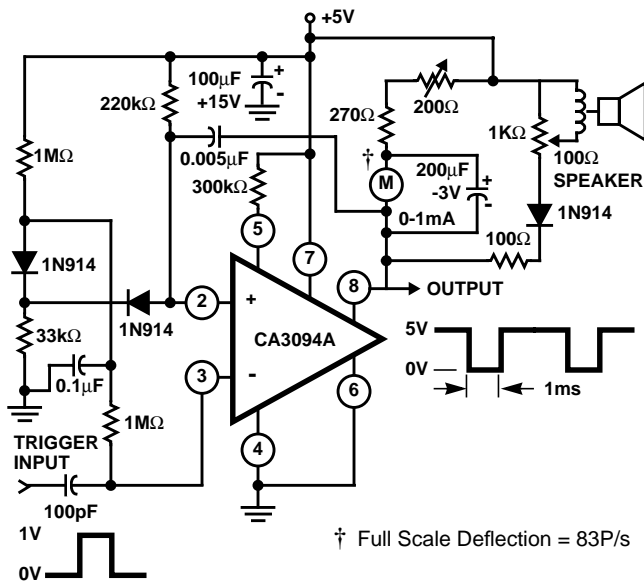 +5V
100µF
+15V
220kΩ
270Ω
200Ω
1MΩ
0.005µF
300kΩ
†
M
200µF
-3V
0-1mA
1KΩ
100Ω
SPEAKER
1N914
100Ω
5
7
8
OUTPUT
1N914
1N914
2
+
CA3094A
33kΩ
0.1µF
3
-
6
5V
0V
1ms
1MΩ
4
TRIGGER
INPUT
100pF
1V
0V
† Full Scale Deflection = 83P/s
+
-
+
-